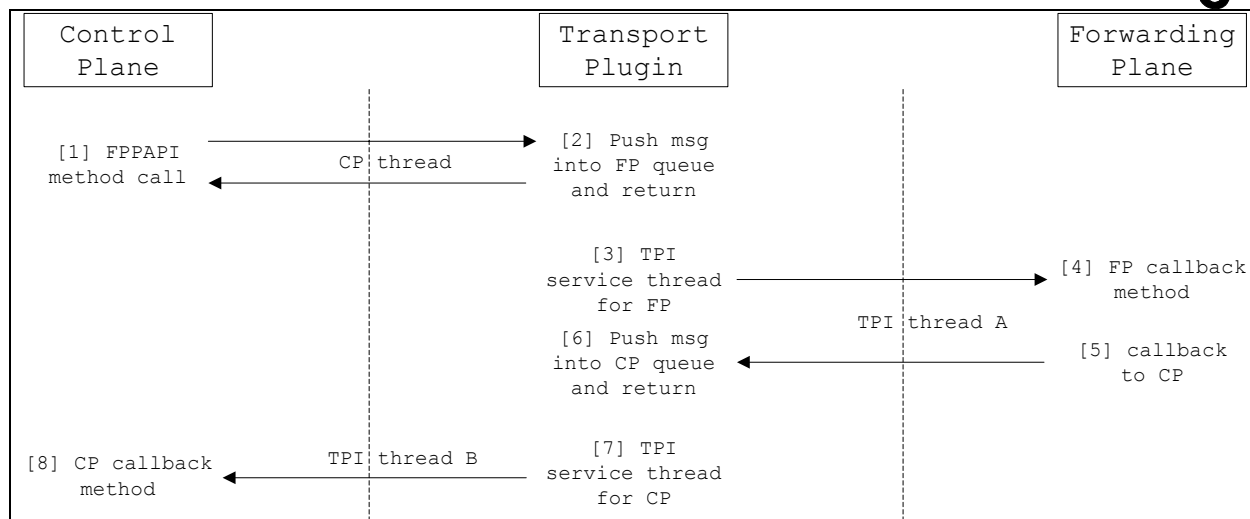 Control
Plane
Transport
Plugin
Forwarding
Plane
[1] FPPAPI
method call
CP thread
[2] Push msg
into FP queue
and return
[3] TPI
service thread
for FP
[4] FP callback
method
TPI thread A
[5] callback
to CP
[6] Push msg
into CP queue
and return
[7] TPI
service thread
for CP
TPI thread B
[8] CP callback
method